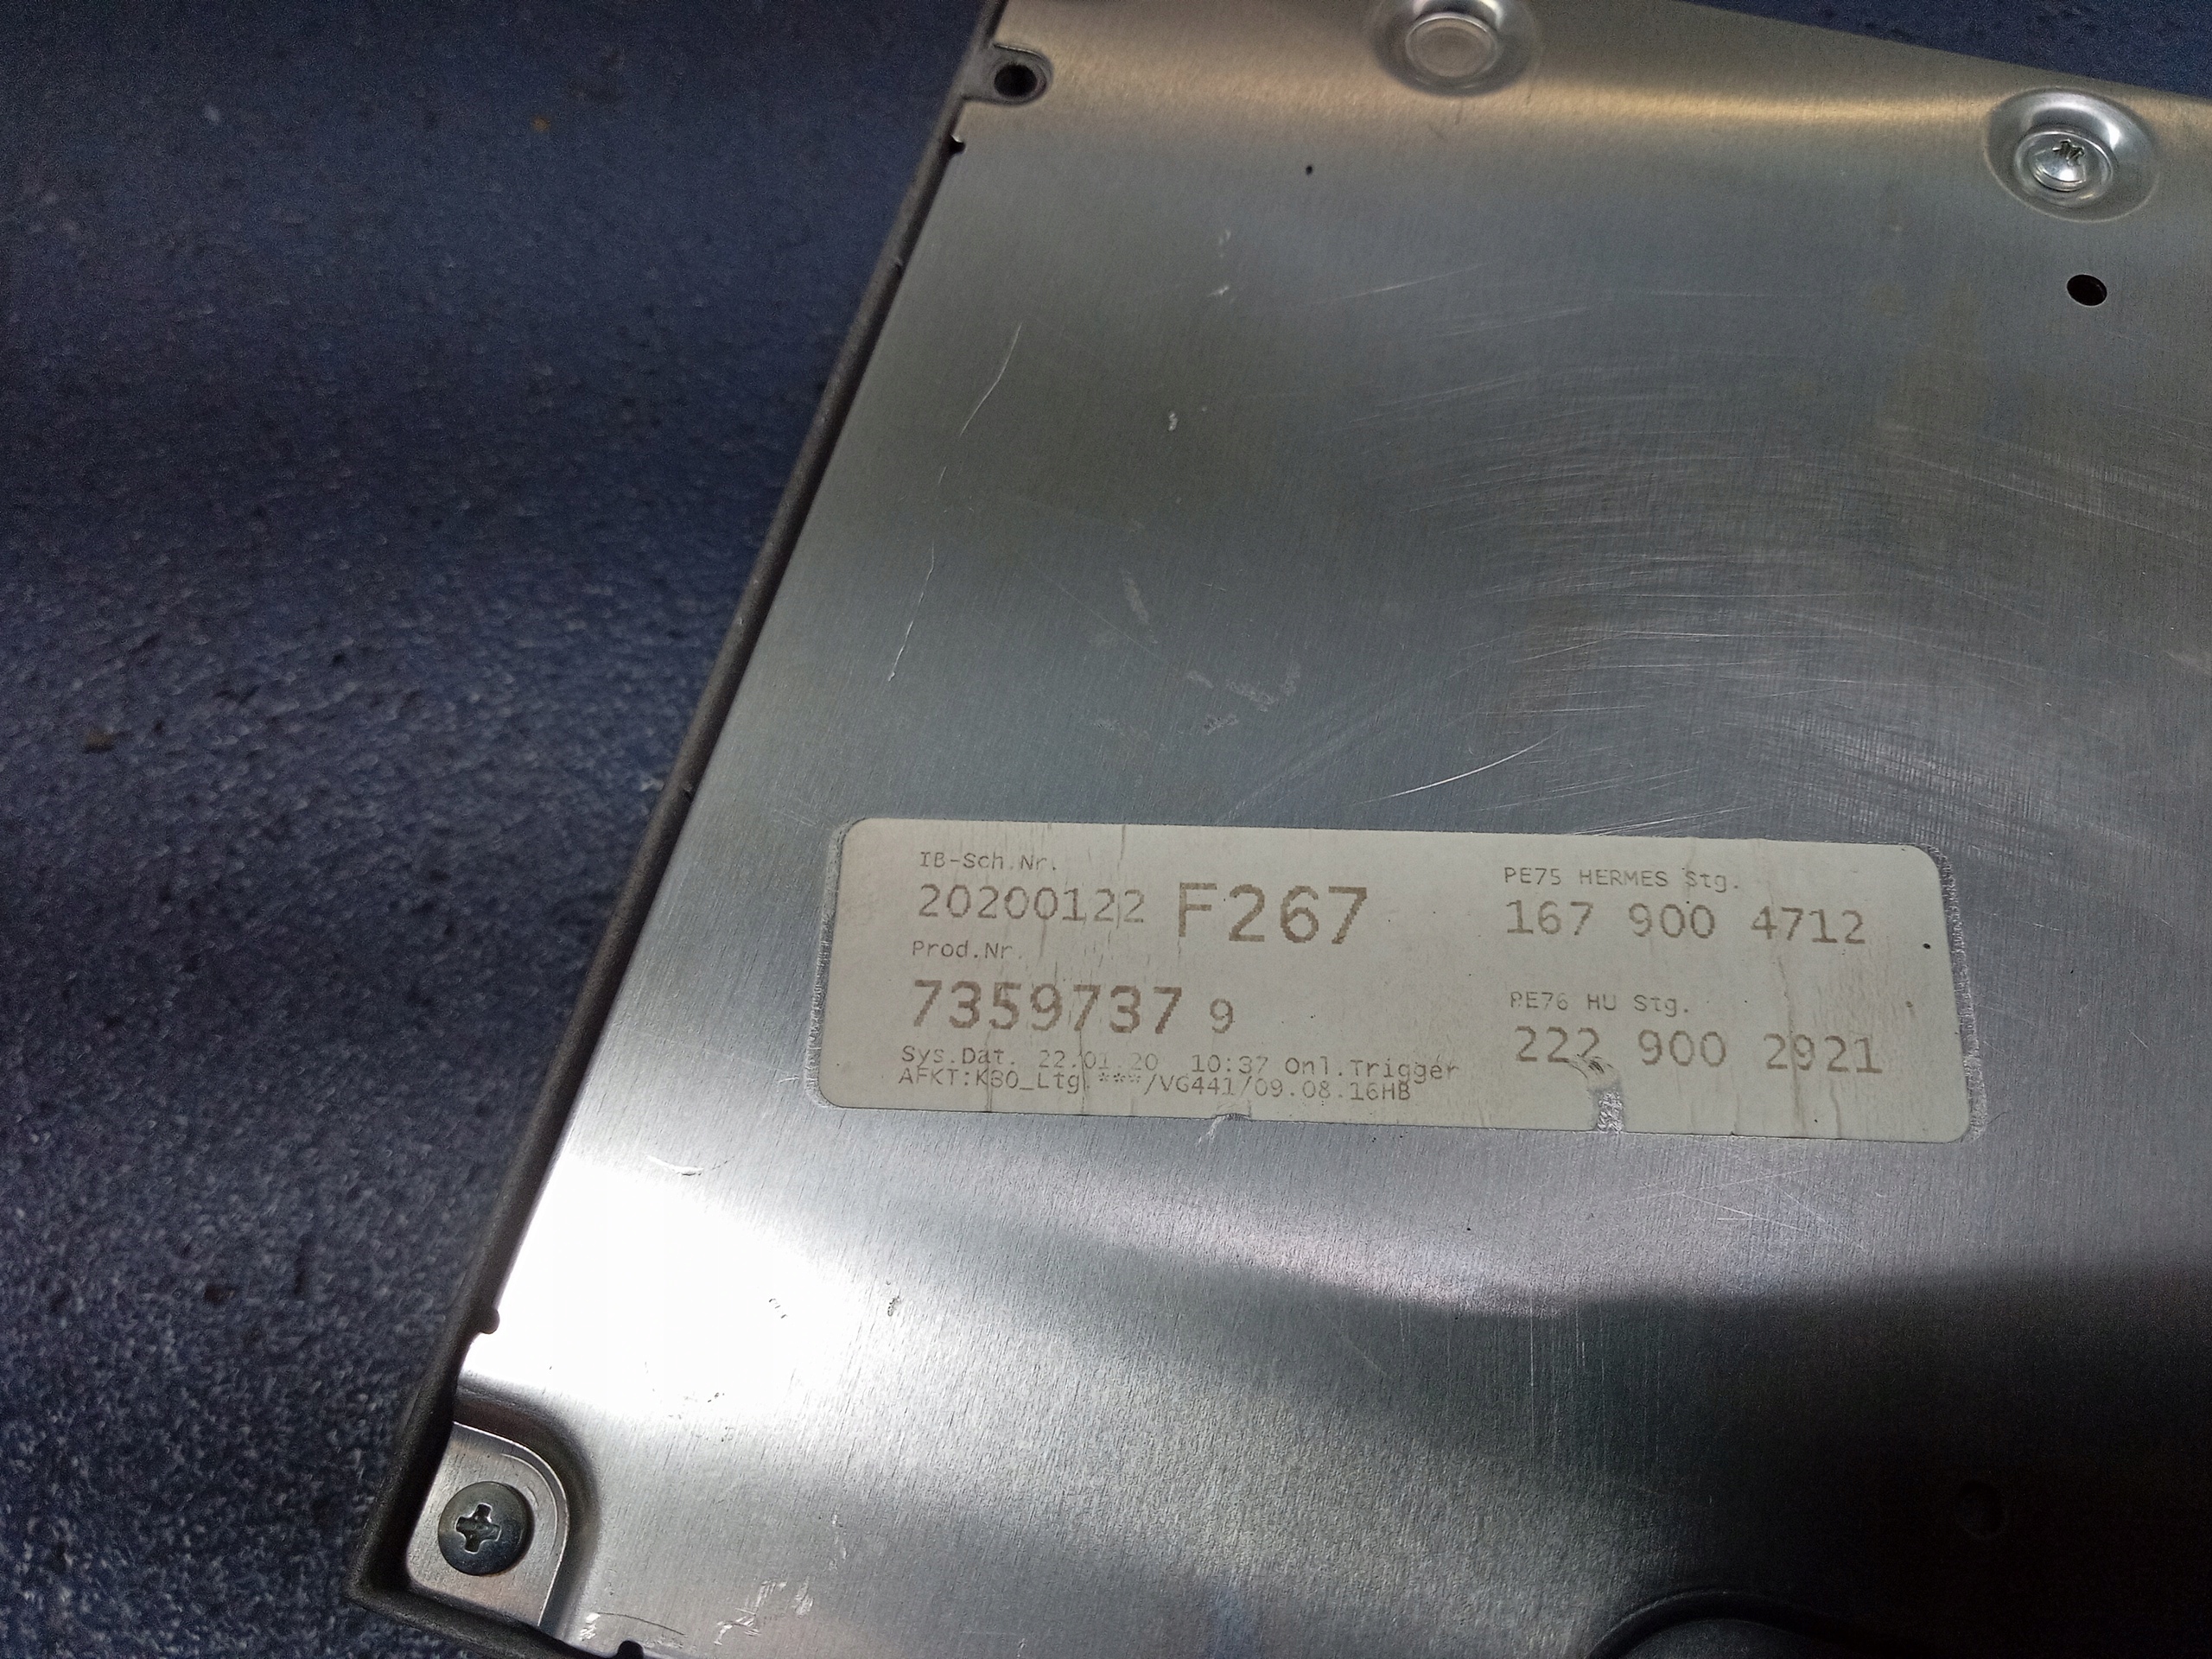 IB-Sch.Nr.
20200122 F267
Prod.Nr.
7359737 9
Sys.Dat. 22.01.20 10:37 Onl.Trigger
AFKT:K30_Ltg.***/VG441/09.08.16HB
PE75 HERMES Stg.
167 900 4712
PE76 HU Stg.
222 900 2921